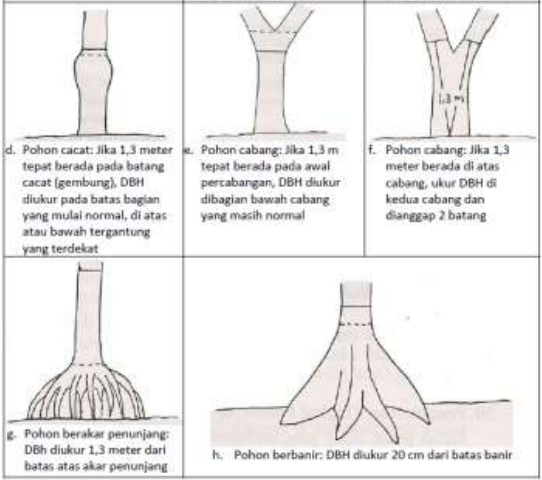 1,3 m
d. Pohon cacat: Jika 1,3 meter
tepat berada pada batang
cacat (gembung), DBH
diukur pada batas bagian
yang mulai normal, di atas
atau bawah tergantung
yang terdekat
e. Pohon cabang: Jika 1,3 m
tepat berada pada awal
percabangan, DBH diukur
dibagian bawah cabang
yang masih normal
f. Pohon cabang: Jika 1,3
meter berada di atas
cabang, ukur DBH di
kedua cabang dan
dianggap 2 batang
g. Pohon berakar penunjang:
DBh diukur 1,3 meter dari
batas atas akar penunjang
h. Pohon berbanir: DBH diukur 20 cm dari batas banir